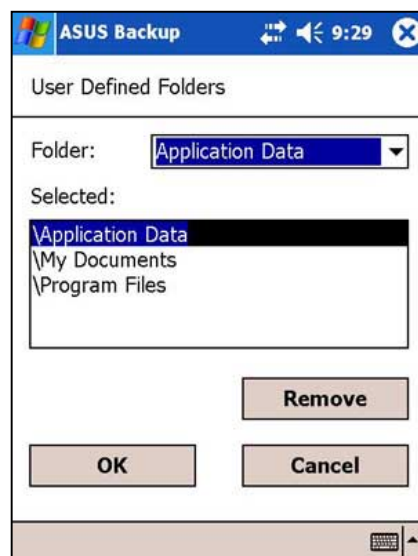 ASUS Backup 9:29
User Defined Folders
Folder: Application Data
Selected:
\Application Data
\My Documents
\Program Files
Remove
OK Cancel